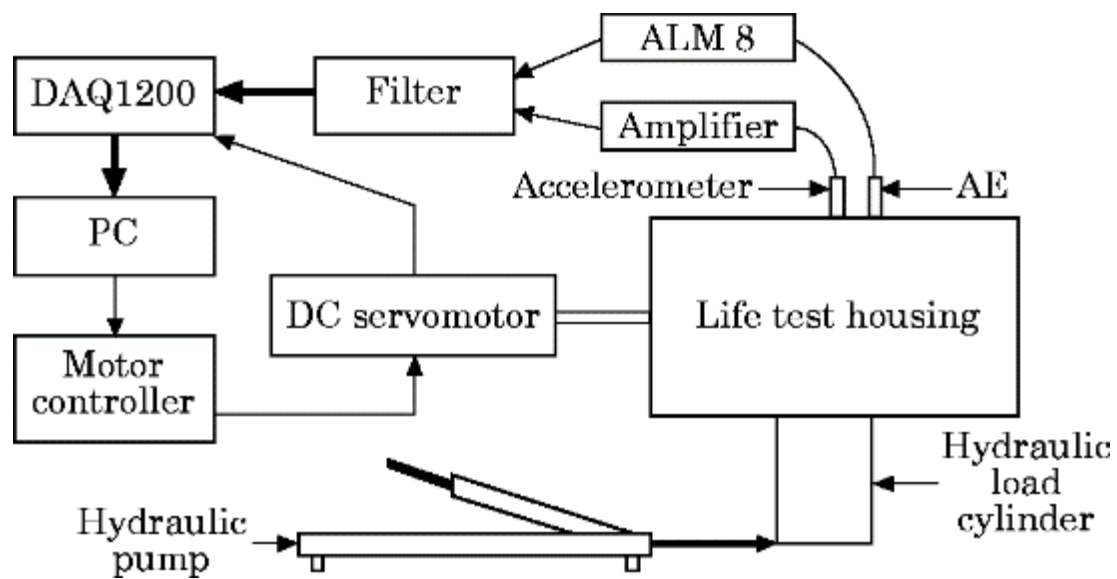 ALM 8
DAQ1200
Filter
Amplifier
Accelerometer
AE
PC
DC servomotor
Life test housing
Motor
controller
Hydraulic
load
cylinder
Hydraulic
pump